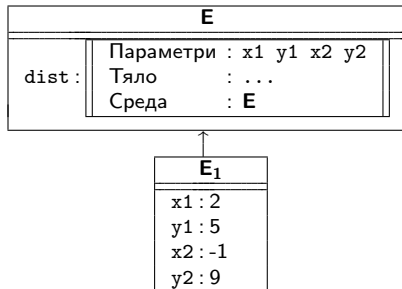 E
Параметри : x1 y1 x2 y2
dist : Тяло : ...
Среда : E
E1
x1 : 2
y1 : 5
x2 : -1
y2 : 9